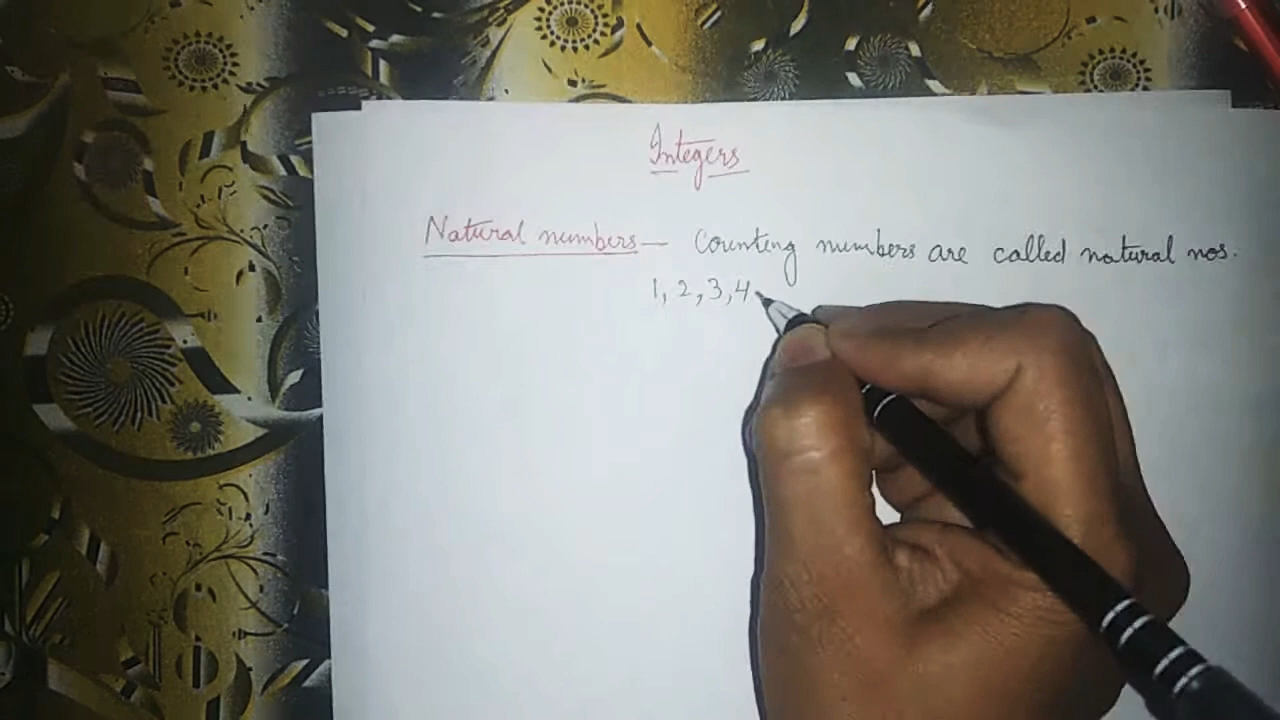 Integers
Natural numbers — Counting numbers are called natural nos.
1, 2, 3, 4